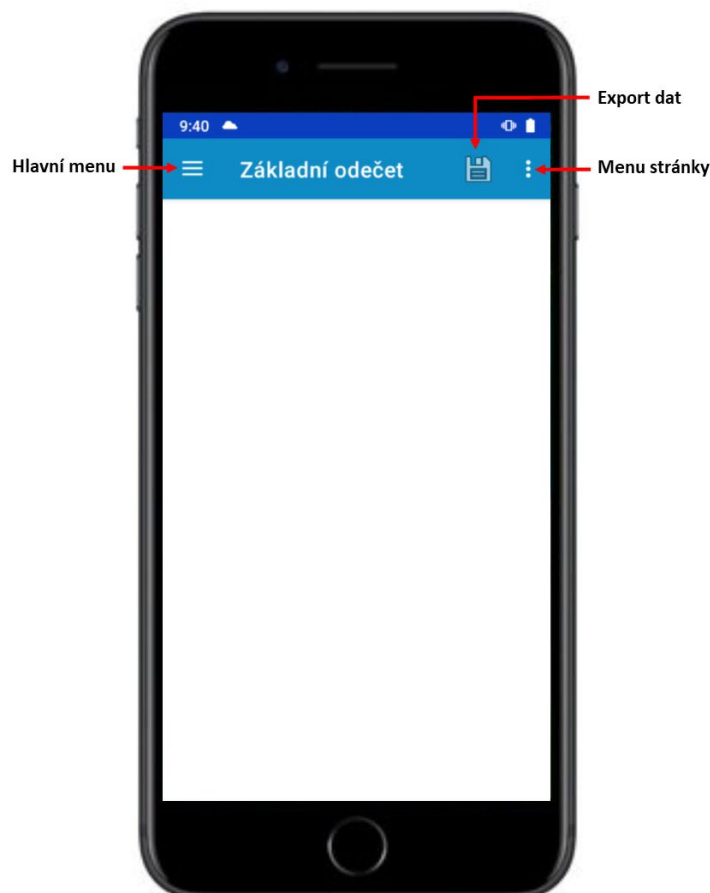 Export dat
9:40
Hlavní menu
Základní odečet
Menu stránky